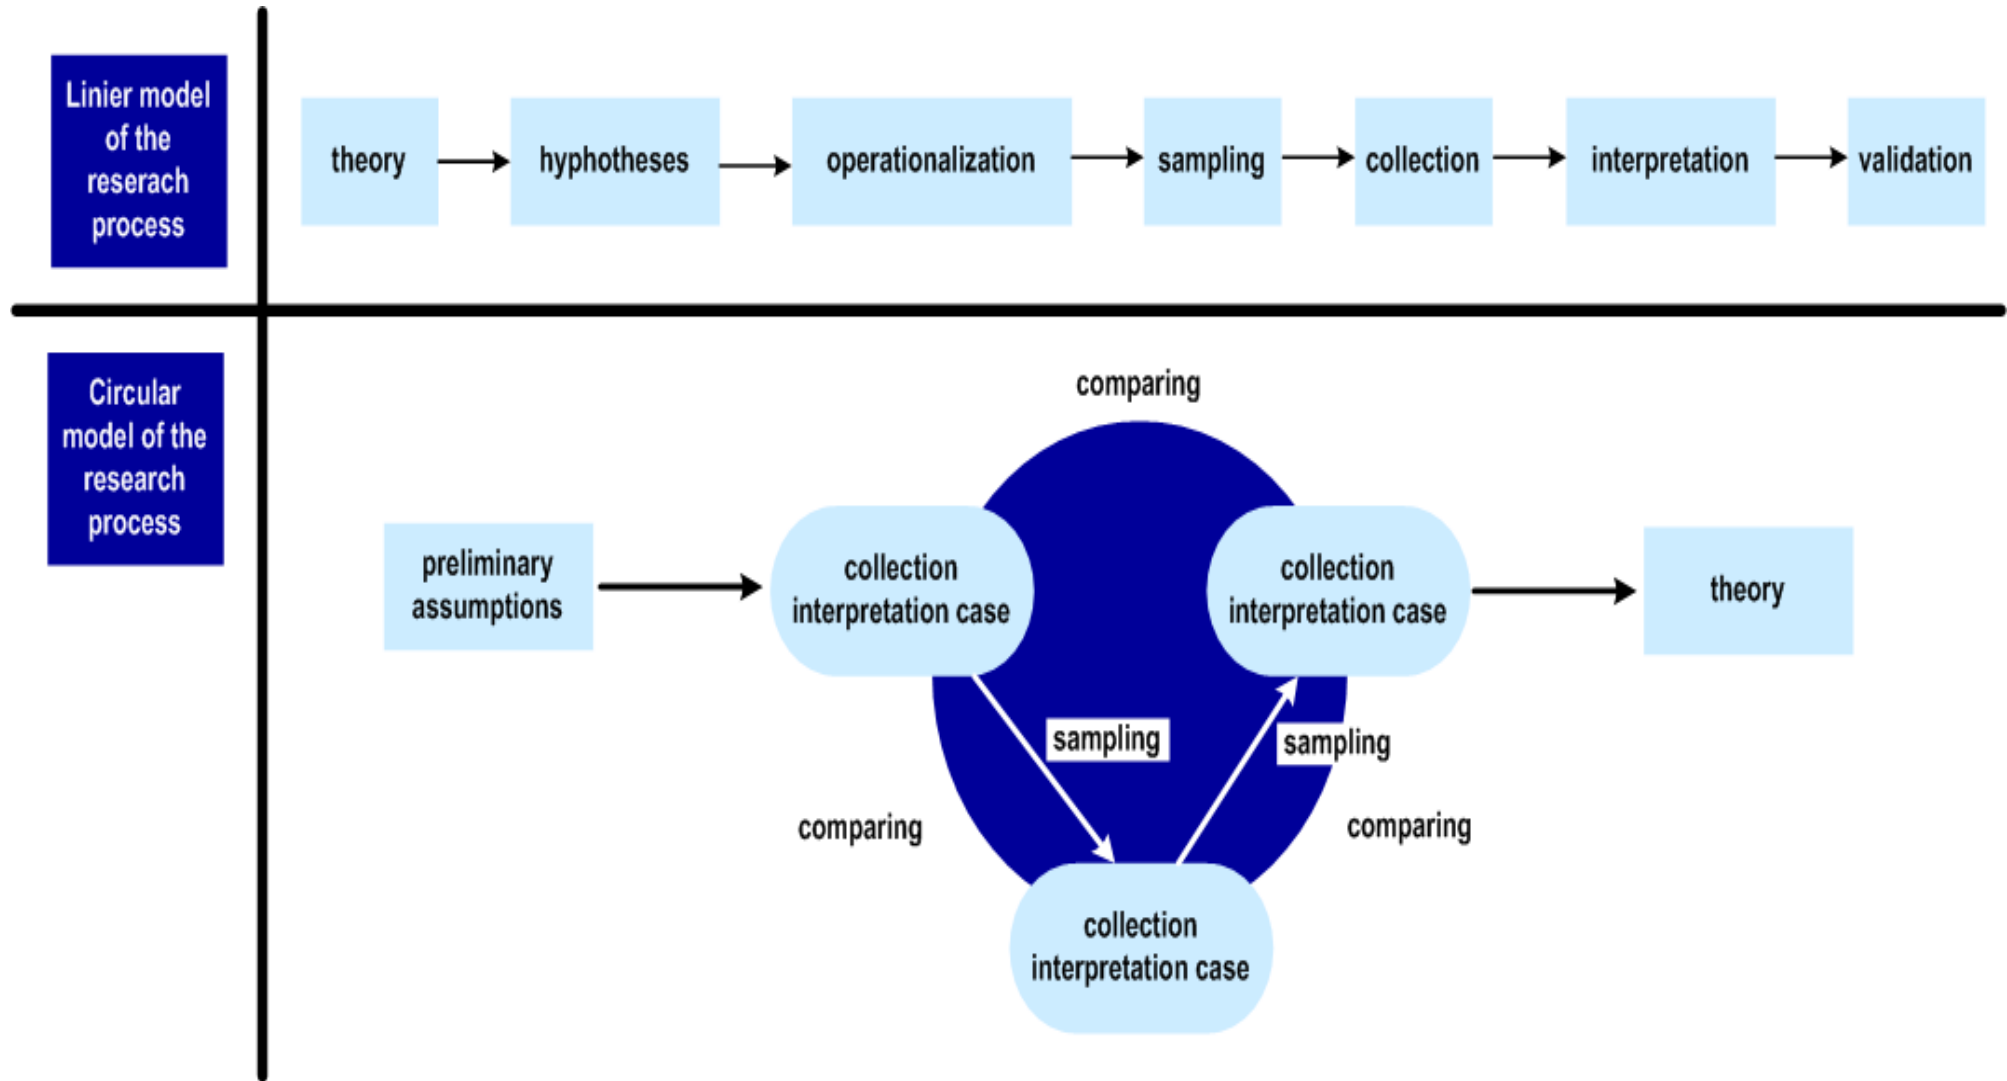 Linier model
of the
reserach
process
theory
hyphotheses
operationalization
sampling
collection
interpretation
validation
Circular
model of the
research
process
comparing
preliminary
assumptions
collection
interpretation case
collection
interpretation case
theory
sampling
sampling
comparing
comparing
collection
interpretation case